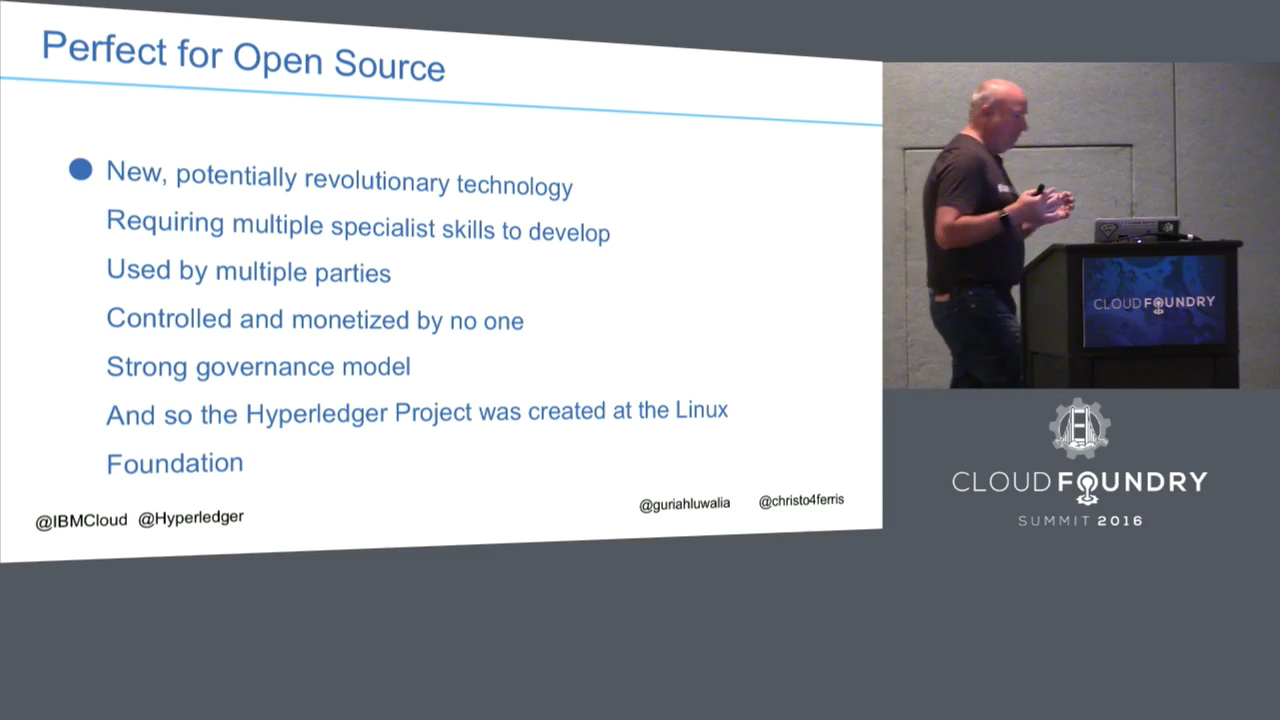 Perfect for Open Source
New, potentially revolutionary technology
Requiring multiple specialist skills to develop
Used by multiple parties
Controlled and monetized by no one
Strong governance model
And so the Hyperledger Project was created at the Linux
Foundation
@IBMCloud @Hyperledger
@guriahluwalia @christo4ferris
CLOUD FOUNDRY
CLOUD FOUNDRY
SUMMIT 2016